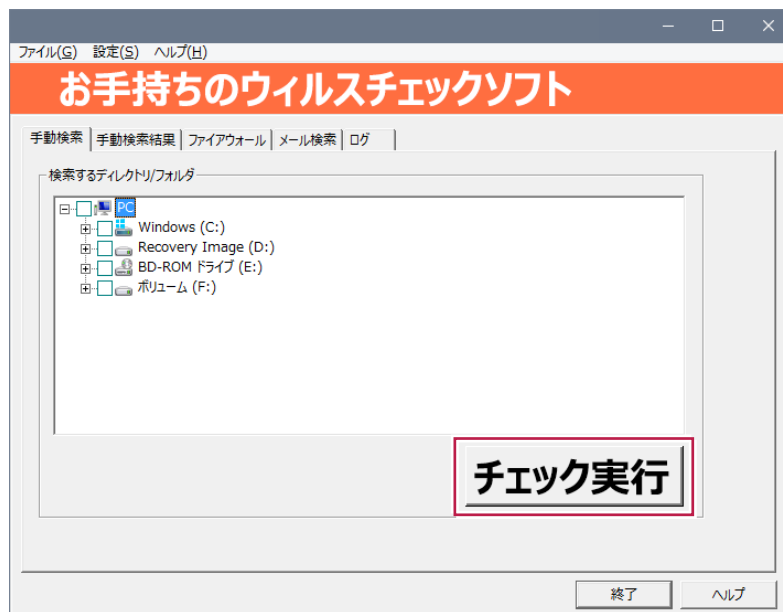 ファイル(G) 設定(S) ヘルプ(H)
お手持ちのウィルスチェックソフト
手動検索 手動検索結果 ファイアウォール メール検索 ログ
検索するディレクトリ/フォルダ
PC
Windows (C:)
Recovery Image (D:)
BD-ROM ドライブ (E:)
ボリューム (F:)
チェック実行
終了 ヘルプ